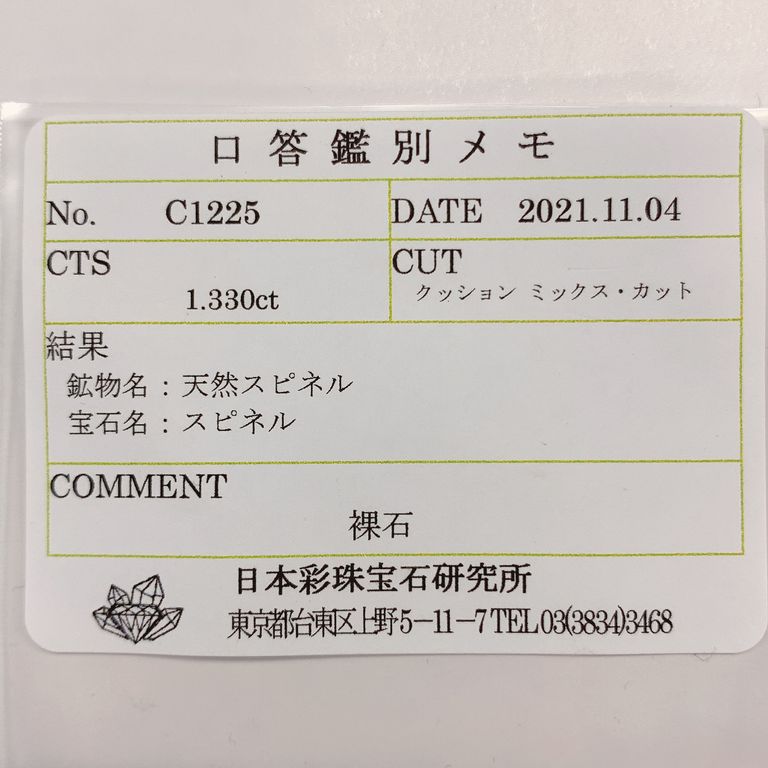 口答鑑別メモ
No. C1225
DATE 2021.11.04
CTS
1.330ct
CUT
クッション ミックス・カット
結果
鉱物名：天然スピネル
宝石名：スピネル
COMMENT
裸石
日本彩珠宝石研究所
東京都台東区上野5－11－7 TEL 03(3834)3468